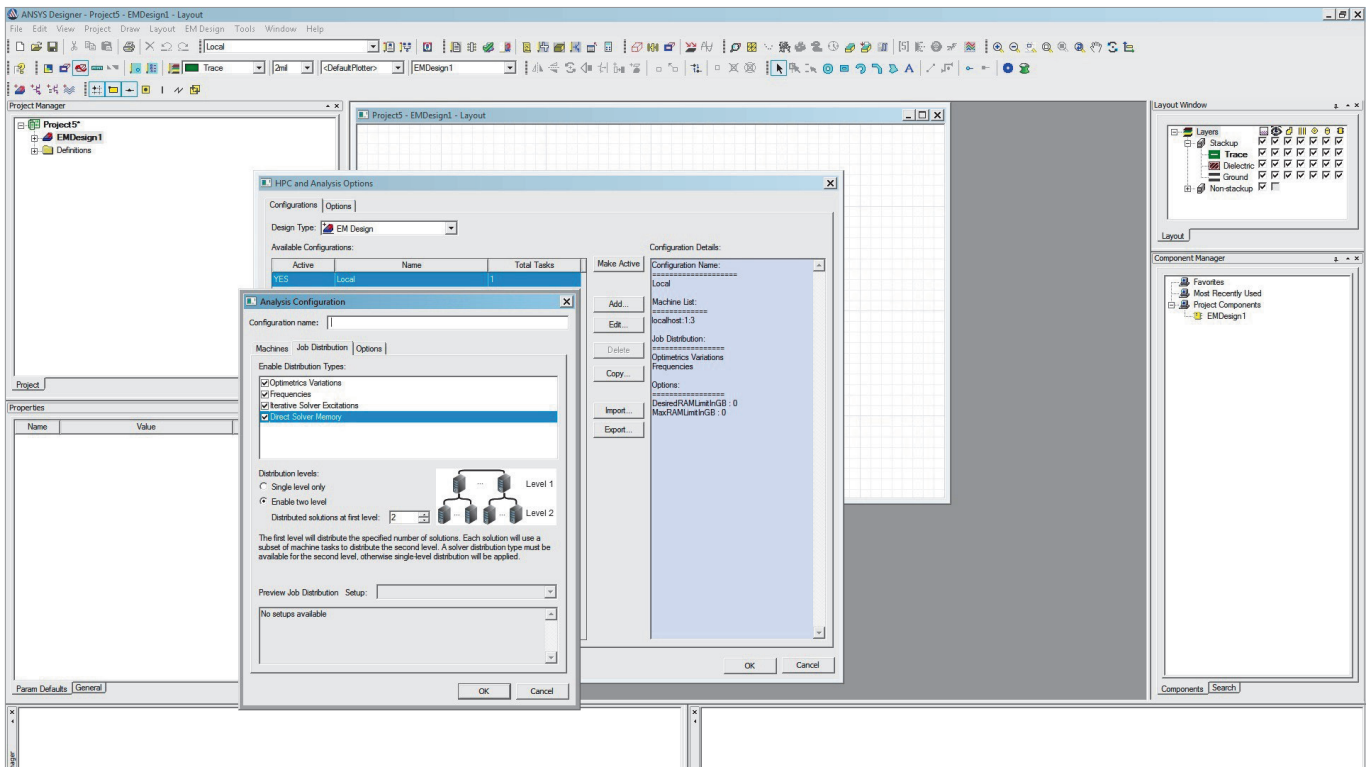 ANSYS Designer - Project5 - EMDesign1 - Layout
File Edit View Project Draw Layout EM Design Tools Window Help
Local
Trace
2mil
<DefaultPlotter>
EMDesign1
Project Manager
Project5*
EMDesign1
Definitions
Project
Properties
Name Value
Param Defaults General
Project5 - EMDesign1 - Layout
HPC and Analysis Options
Configurations Options
Design Type: EM Design
Available Configurations:
Active Name Total Tasks
YES Local 1
Make Active
Add...
Edit...
Delete
Copy...
Import...
Export...
Configuration Details:
Configuration Name:
====================
Local
Machine List:
=============
localhost:1:3
Job Distribution:
=================
Optimetrics Variations
Frequencies
Options:
=================
DesiredRAMLimitInGB : 0
MaxRAMLimitInGB : 0
OK Cancel
Analysis Configuration
Configuration name:
Machines Job Distribution Options
Enable Distribution Types:
Optimetrics Variations
Frequencies
Iterative Solver Excitations
Direct Solver Memory
Distribution levels:
Single level only
Enable two level
Distributed solutions at first level: 2
... Level 1
... ... Level 2
The first level will distribute the specified number of solutions. Each solution will use a
subset of machine tasks to distribute the second level. A solver distribution type must be
available for the second level, otherwise single-level distribution will be applied.
Preview Job Distribution Setup:
No setups available
OK Cancel
Layout Window
Layers
Stackup
Trace
Dielectric
Ground
Non-stackup
Layout
Component Manager
Favorites
Most Recently Used
Project Components
EMDesign1
Components Search